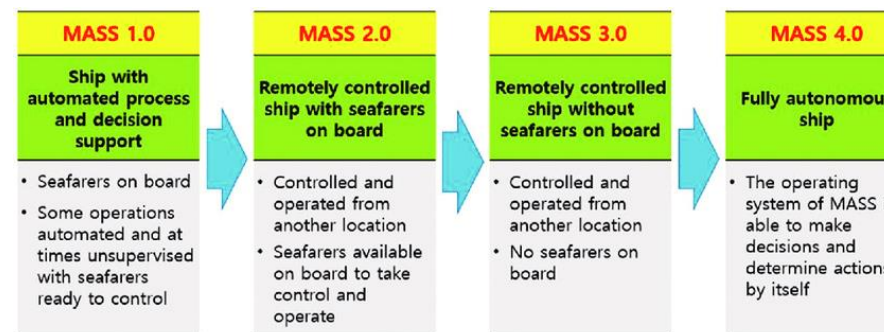 MASS 1.0
Ship with
automated process
and decision
support
• Seafarers on board
• Some operations
automated and at
times unsupervised
with seafarers
ready to control
MASS 2.0
Remotely controlled
ship with seafarers
on board
• Controlled and
operated from
another location
• Seafarers available
on board to take
control and
operate
MASS 3.0
Remotely controlled
ship without
seafarers on board
• Controlled and
operated from
another location
• No seafarers on
board
MASS 4.0
Fully autonomou
ship
• The operating
system of MASS
able to make
decisions and
determine action
by itself